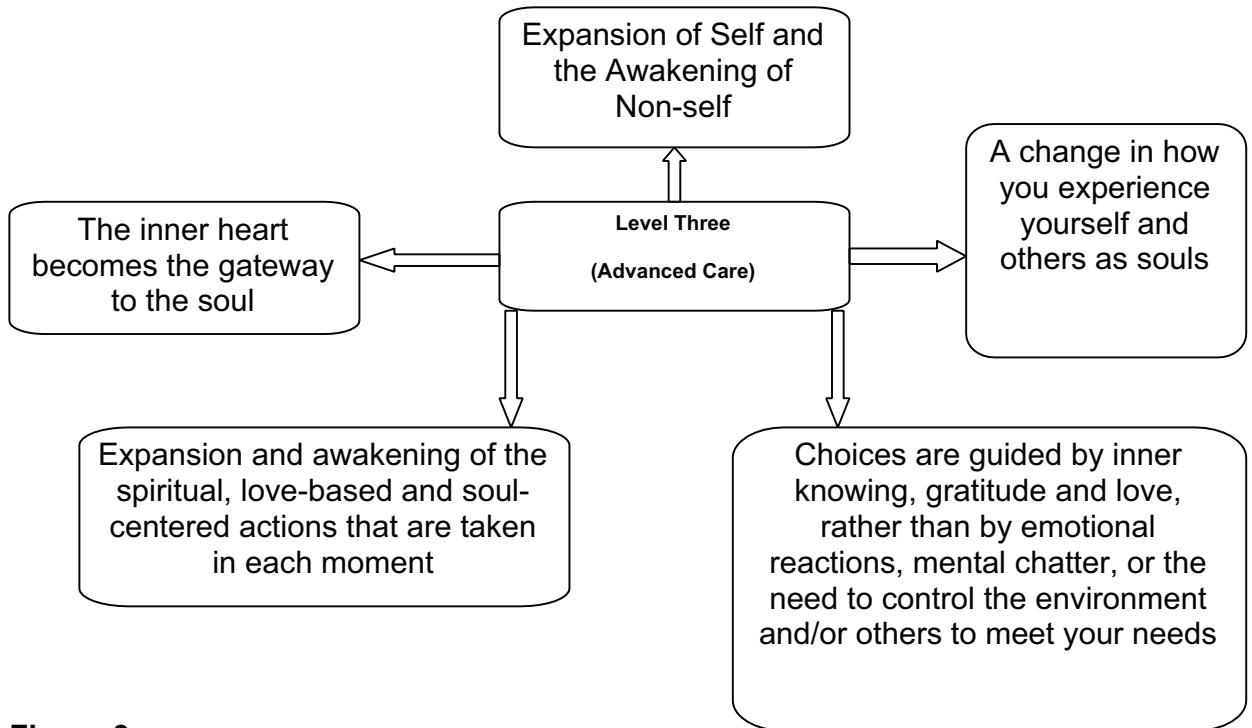 Expansion of Self and
the Awakening of
Non-self
A change in how
you experience
yourself and
others as souls
The inner heart
becomes the gateway
to the soul
Level Three
(Advanced Care)
Expansion and awakening of the
spiritual, love-based and soul-
centered actions that are taken
in each moment
Choices are guided by inner
knowing, gratitude and love,
rather than by emotional
reactions, mental chatter, or the
need to control the environment
and/or others to meet your needs